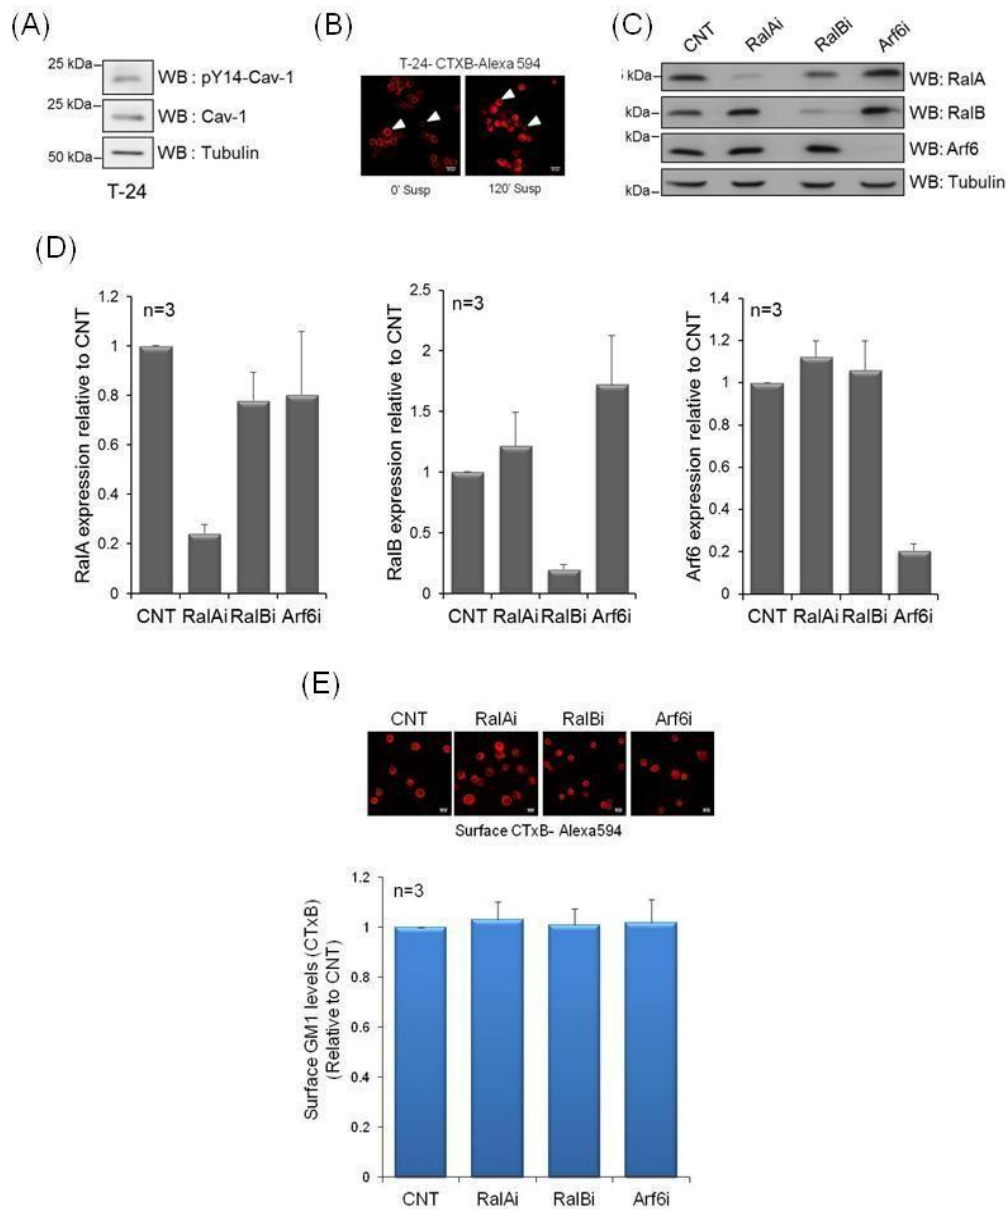 (A)
25 kDa
WB : pY14-Cav-1
25 kDa
WB : Cav-1
50 kDa
WB : Tubulin
T-24
(B)
T-24- CTXB-Alexa 594
0' Susp
120' Susp
(C)
CNT
RalAi
RalBi
Arf6i
kDa
WB: RalA
kDa
WB: RalB
kDa
WB: Arf6
kDa
WB: Tubulin
(D)
RalA expression relative to CNT
1.2
1
0.8
0.6
0.4
0.2
0
n=3
CNT RalAi RalBi Arf6i
RalB expression relative to CNT
2.5
2
1.5
1
0.5
0
n=3
CNT RalAi RalBi Arf6i
Arf6 expression relative to CNT
1.4
1.2
1
0.8
0.6
0.4
0.2
0
n=3
CNT RalAi RalBi Arf6i
(E)
CNT RalAi RalBi Arf6i
Surface CTxB- Alexa594
Surface GM1 levels (CTxB)
(Relative to CNT)
1.2
1
0.8
0.6
0.4
0.2
0
n=3
CNT RalAi RalBi Arf6i